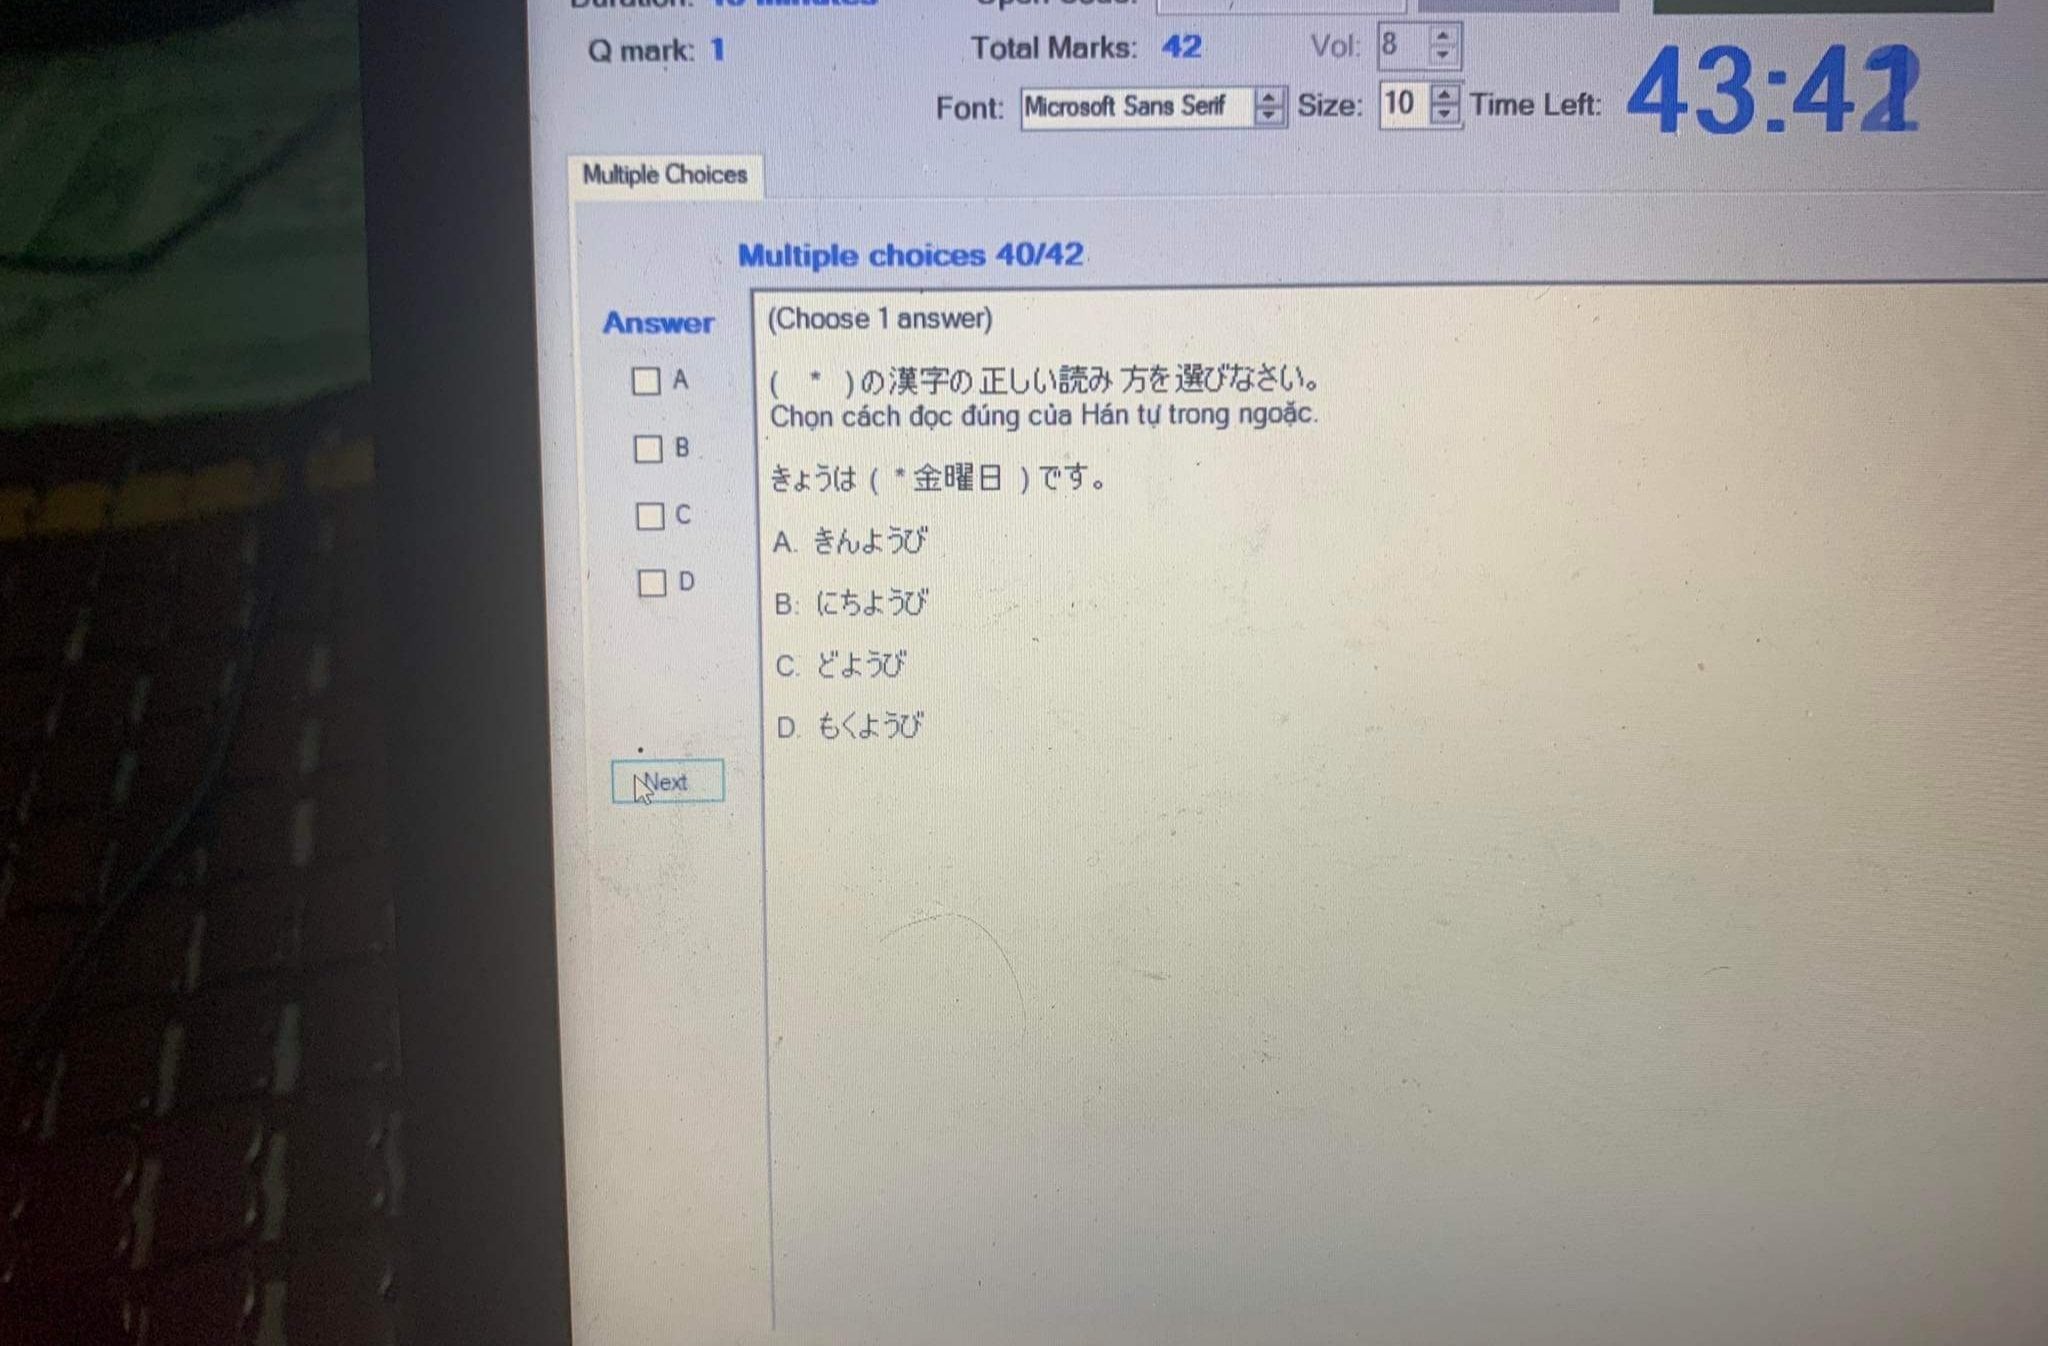 Q mark: 1
Total Marks: 42
Vol: 8
Font: Microsoft Sans Serif
Size: 10
Time Left: 43:42
Multiple Choices
Multiple choices 40/42
Answer
A
B
C
D
Next
(Choose 1 answer)
( * )の漢字の正しい読み方を選びなさい。
Chọn cách đọc đúng của Hán tự trong ngoặc.
きょうは ( *金曜日 )です。
A. きんようび
B: にちようび
C. どようび
D. もくようび